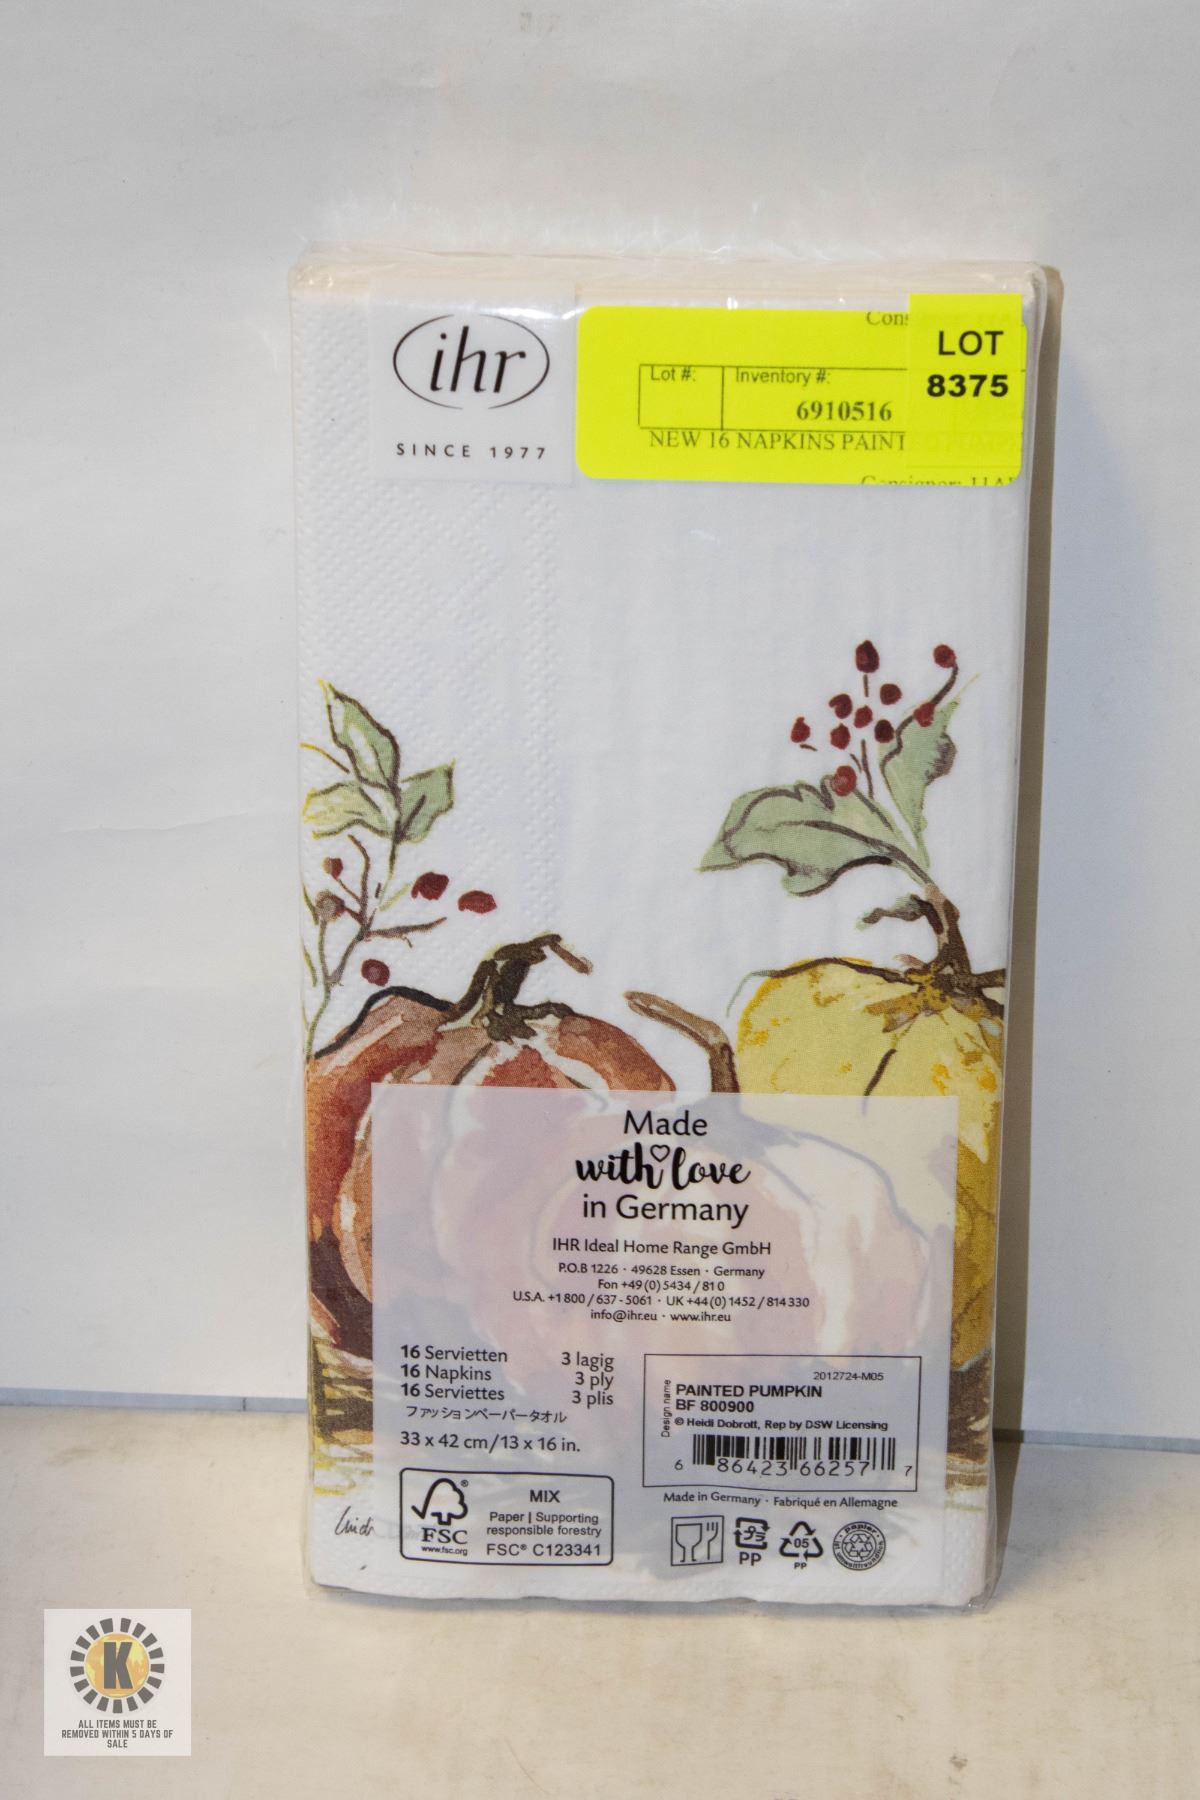 ihr
SINCE 1977
Cons
LOT
8375
Lot #:
Inventory #:
6910516
NEW 16 NAPKINS PAINT
Consignor: 11A
Made
with love
in Germany
IHR Ideal Home Range GmbH
P.O.B 1226 · 49628 Essen · Germany
Fon +49 (0) 5434 / 81 0
U.S.A. +1 800 / 637 - 5061 · UK +44 (0) 1452 / 814 330
info@ihr.eu · www.ihr.eu
16 Servietten 3 lagig
16 Napkins 3 ply
16 Serviettes 3 plis
ファッションペーパータオル
33 x 42 cm/13 x 16 in.
2012724-M05
Design name
PAINTED PUMPKIN
BF 800900
© Heidi Dobrott, Rep by DSW Licensing
6 86423 66257 7
Made in Germany · Fabriqué en Allemagne
FSC®
www.fsc.org
MIX
Paper | Supporting
responsible forestry
FSC® C123341
PP
05
PP
papier
K
ALL ITEMS MUST BE
REMOVED WITHIN 5 DAYS OF
SALE